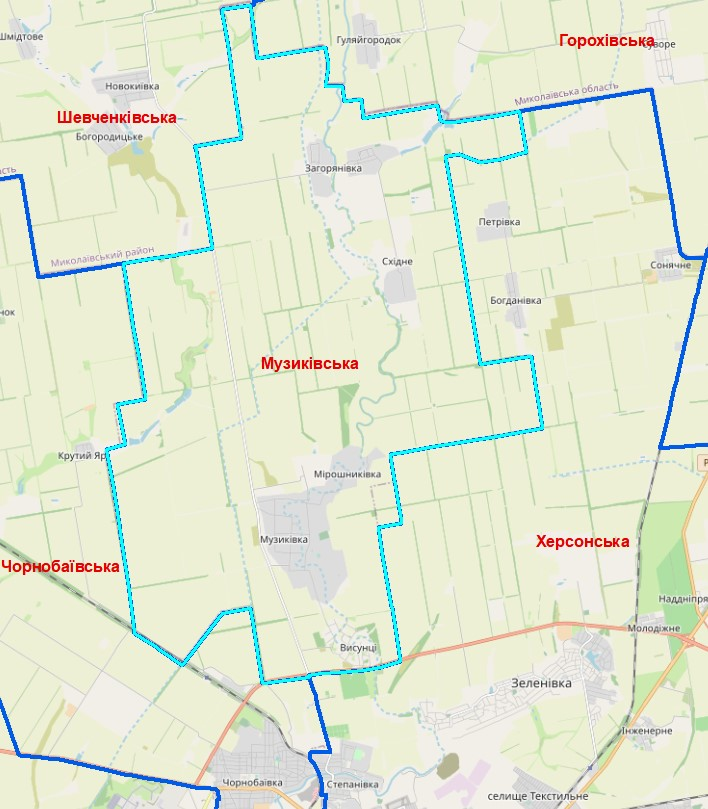 Шмідтове
Гуляйгородок
Горохівська
Новокиївка
Миколаївська область
Шевченківська
Богородицьке
Загорянівка
Петрівка
Миколаївський район
Східне
Сонячне
Богданівка
Музиківська
Крутий Яр
Мірошниківка
Музиківка
Херсонська
Чорнобаївська
Молодіжне
Висунці
Зеленівка
Інженерне
Чорнобаївка
Степанівка
селище Текстильне